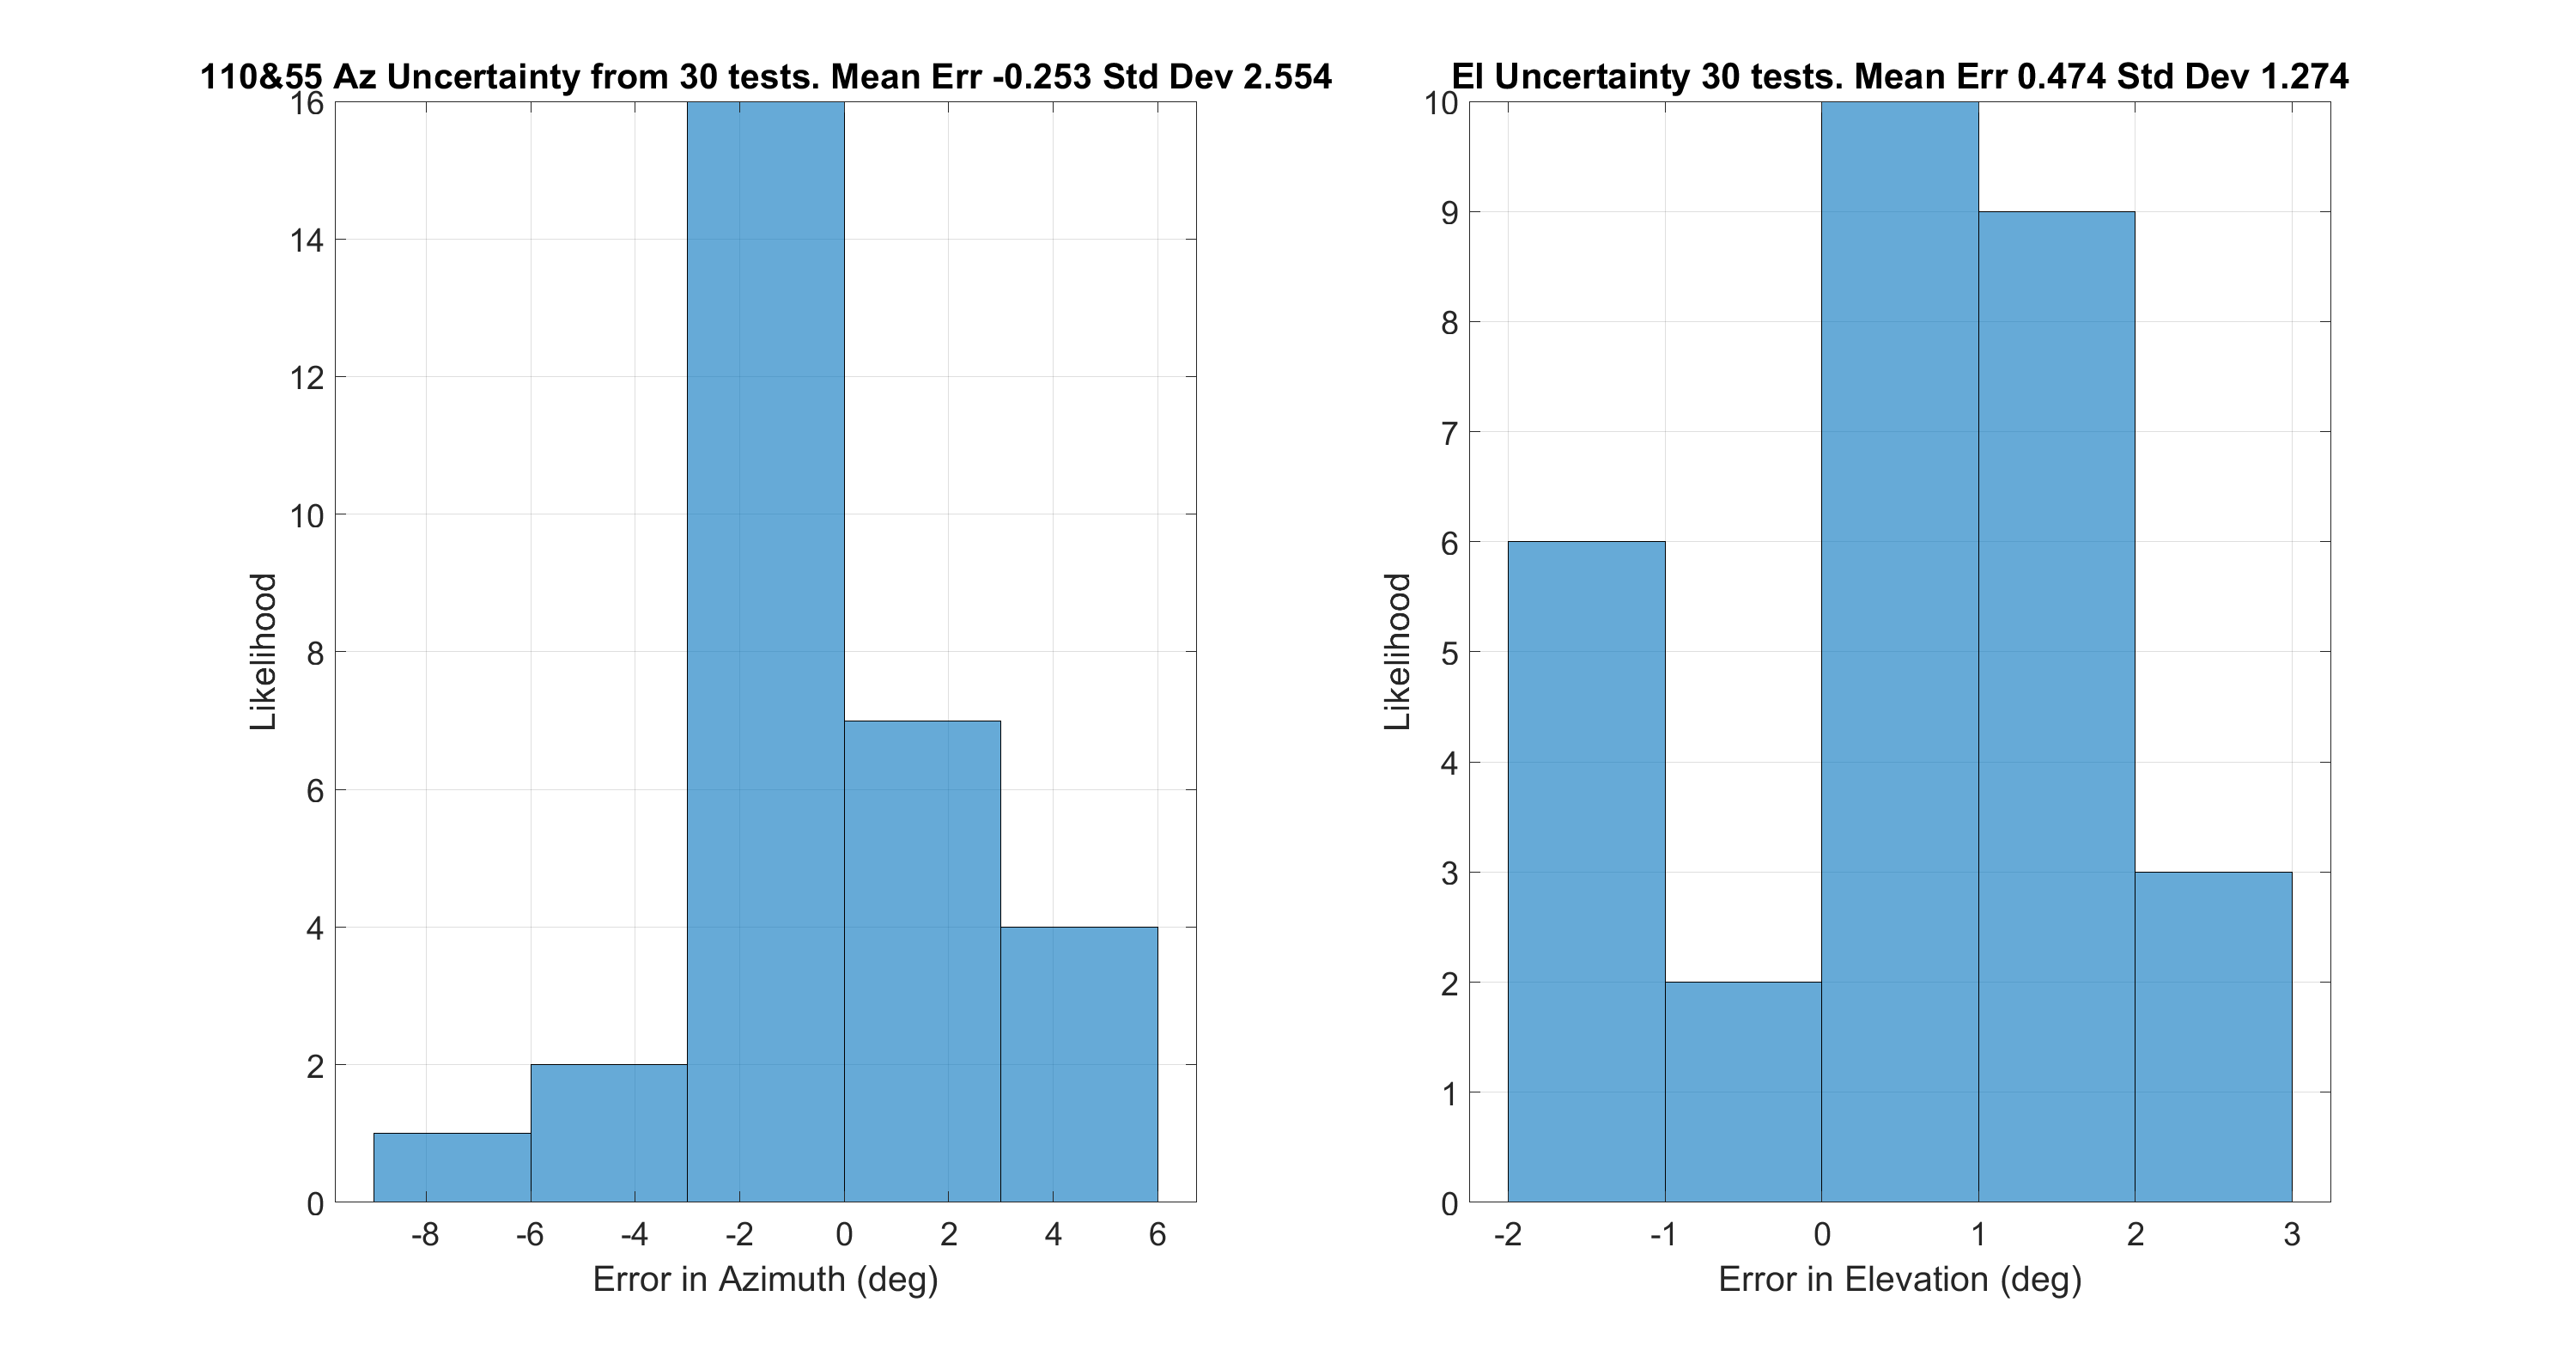 110&55 Az Uncertainty from 30 tests. Mean Err -0.253 Std Dev 2.554
16
14
12
10
8
6
4
2
0
Likelihood
-8 -6 -4 -2 0 2 4 6
Error in Azimuth (deg)
El Uncertainty 30 tests. Mean Err 0.474 Std Dev 1.274
10
9
8
7
6
5
4
3
2
1
0
Likelihood
-2 -1 0 1 2 3
Error in Elevation (deg)